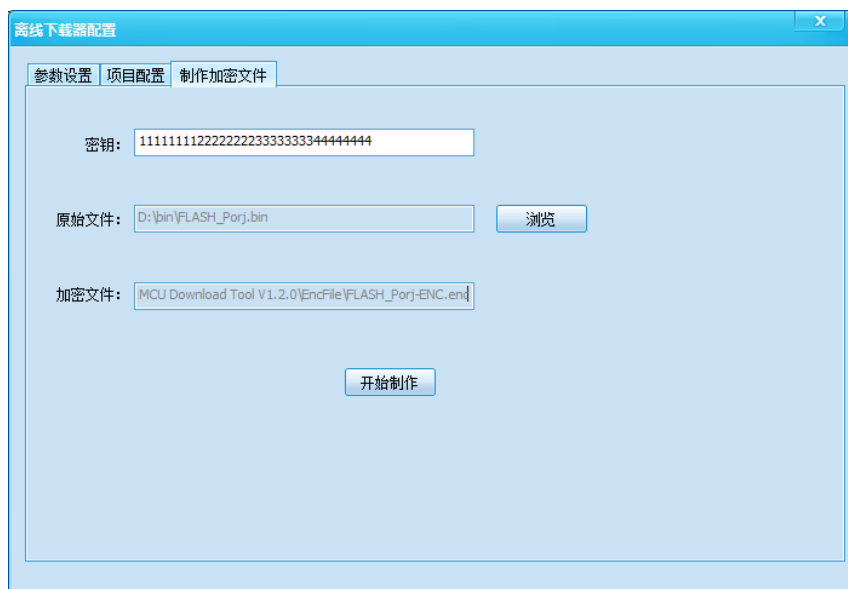 离线下载器配置
x
参数设置 项目配置 制作加密文件
密钥: 11111111222222223333333344444444
原始文件: D:\bin\FLASH_Porj.bin 浏览
加密文件: MCU Download Tool V1.2.0\EncFile\FLASH_Porj-ENC.enc
开始制作